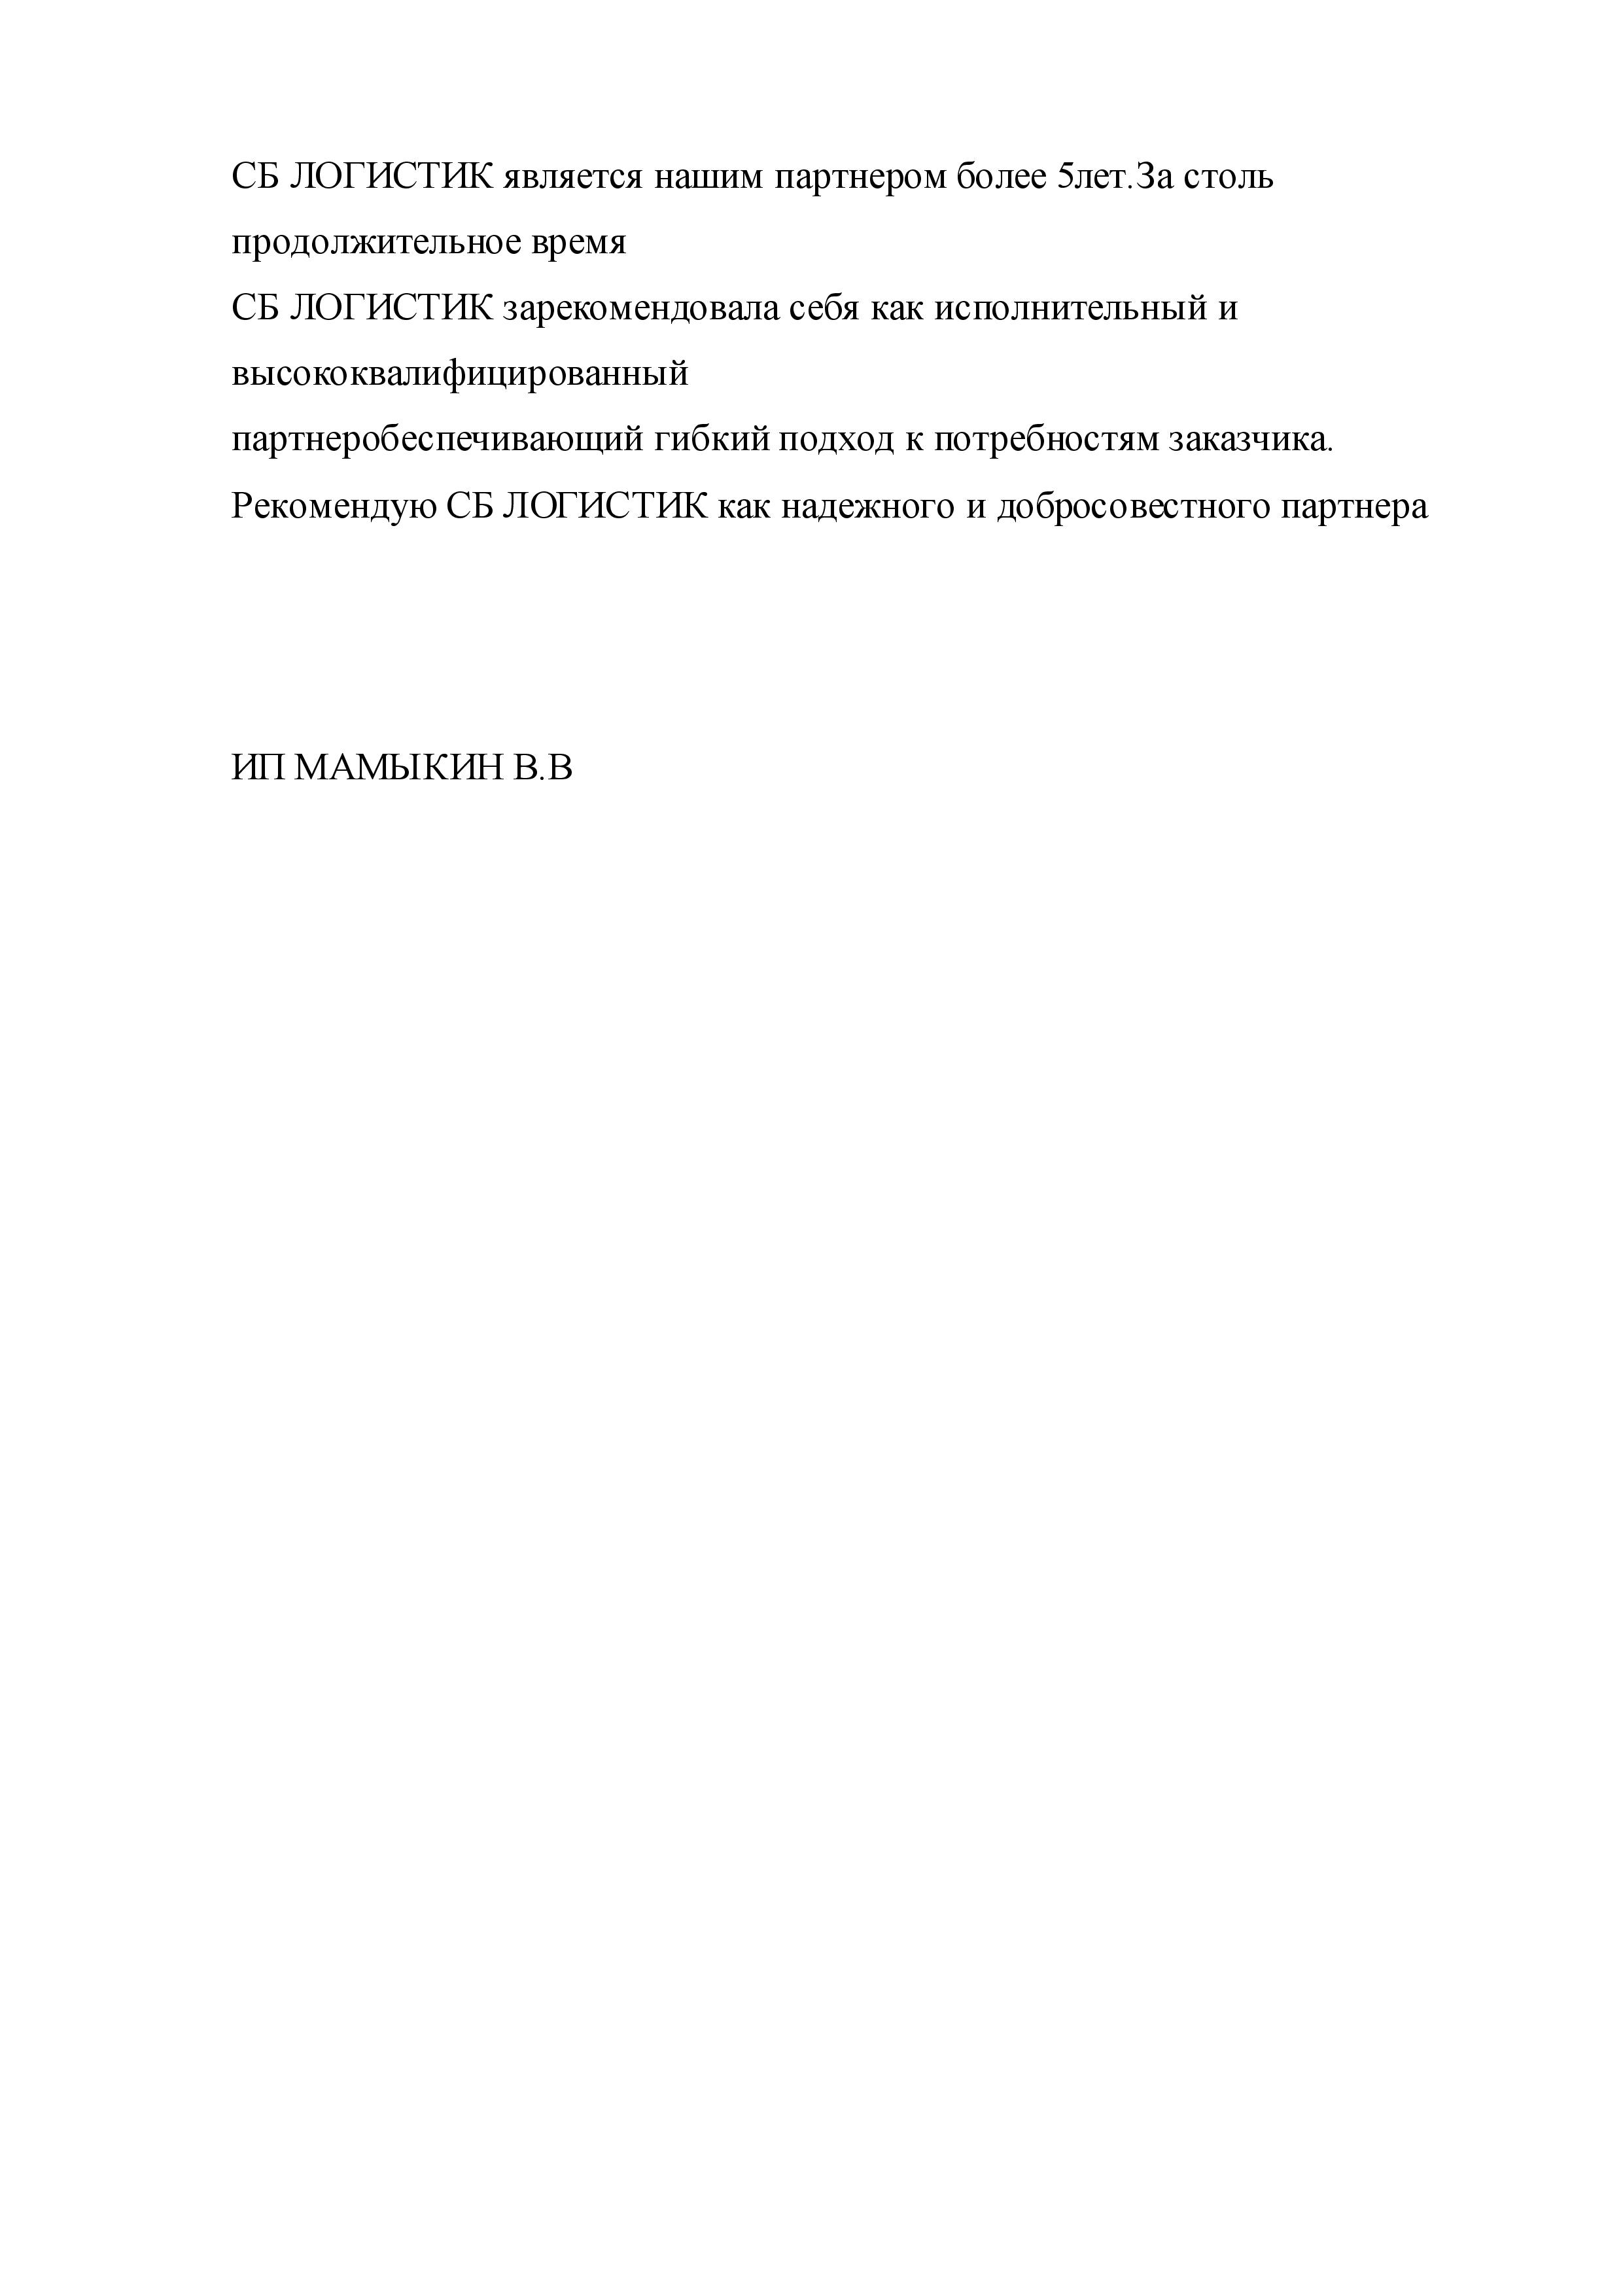 СБ ЛОГИСТИК является нашим партнером более 5лет.За столь
продолжительное время
СБ ЛОГИСТИК зарекомендовала себя как исполнительный и
высококвалифицированный
партнеробеспечивающий гибкий подход к потребностям заказчика.
Рекомендую СБ ЛОГИСТИК как надежного и добросовестного партнера
ИП МАМЫКИН В.В